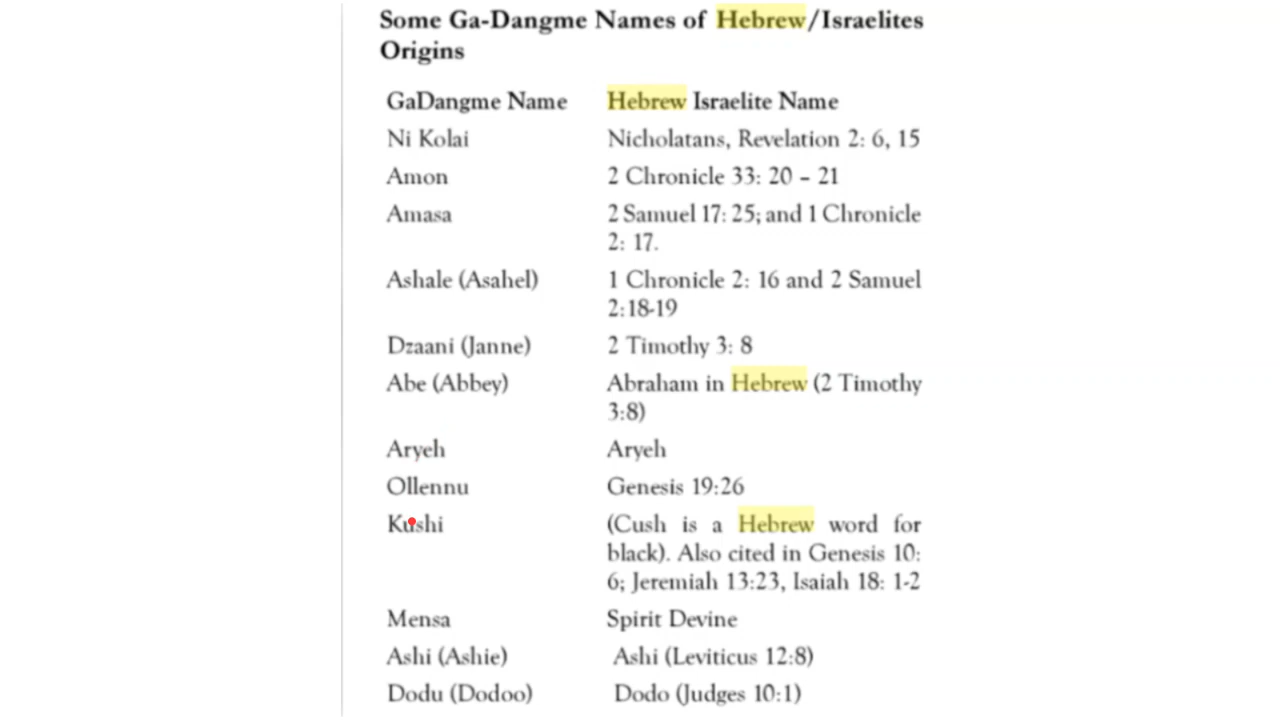 Some Ga-Dangme Names of Hebrew/Israelites
Origins
GaDangme Name Hebrew Israelite Name
Ni Kolai Nicholatans, Revelation 2: 6, 15
Amon 2 Chronicle 33: 20 – 21
Amasa 2 Samuel 17: 25; and 1 Chronicle
2: 17.
Ashale (Asahel) 1 Chronicle 2: 16 and 2 Samuel
2:18-19
Dzaani (Janne) 2 Timothy 3: 8
Abe (Abbey) Abraham in Hebrew (2 Timothy
3:8)
Aryeh Aryeh
Ollennu Genesis 19:26
Kushi (Cush is a Hebrew word for
black). Also cited in Genesis 10:
6; Jeremiah 13:23, Isaiah 18: 1-2
Mensa Spirit Devine
Ashi (Ashie) Ashi (Leviticus 12:8)
Dodu (Dodoo) Dodo (Judges 10:1)